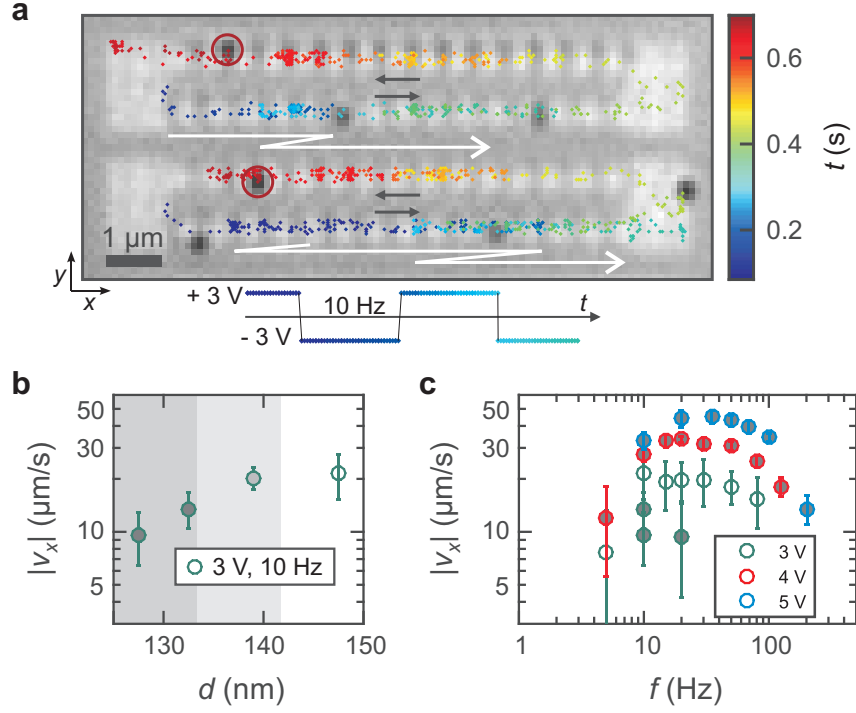 a
0.6
0.4
0.2
t (s)
1 µm
y
x
+ 3 V
10 Hz
t
- 3 V
b
c
50
30
10
5
|vₓ| (µm/s)
3 V, 10 Hz
130
140
150
d (nm)
50
30
10
5
|vₓ| (µm/s)
3 V
4 V
5 V
1
10
100
f (Hz)